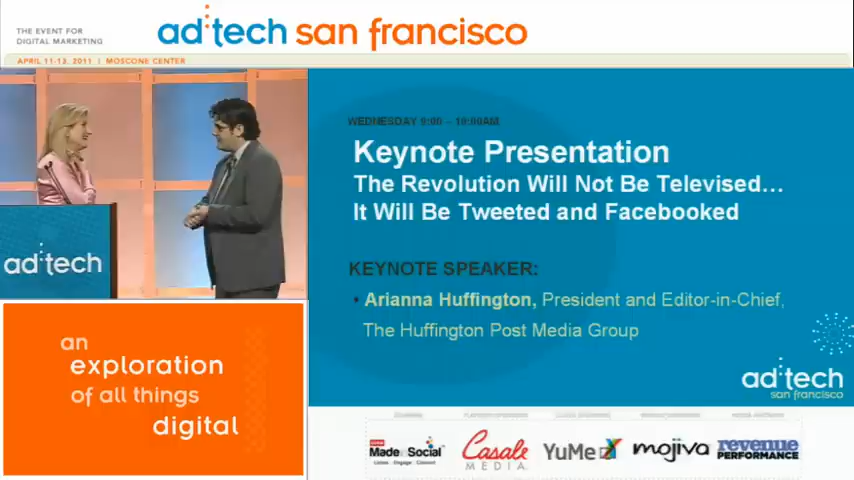 THE EVENT FOR
DIGITAL MARKETING
ad:tech san francisco
APRIL 11-13, 2011 | MOSCONE CENTER
WEDNESDAY 9:00 – 10:00AM
Keynote Presentation
The Revolution Will Not Be Televised…
It Will Be Tweeted and Facebooked
KEYNOTE SPEAKER:
• Arianna Huffington, President and Editor-in-Chief,
The Huffington Post Media Group
ad:tech
an
exploration
of all things
digital
ad:tech
san francisco
Made Social
Listen Engage Connect
Casale
MEDIA
YuMe
mojiva
revenue
PERFORMANCE